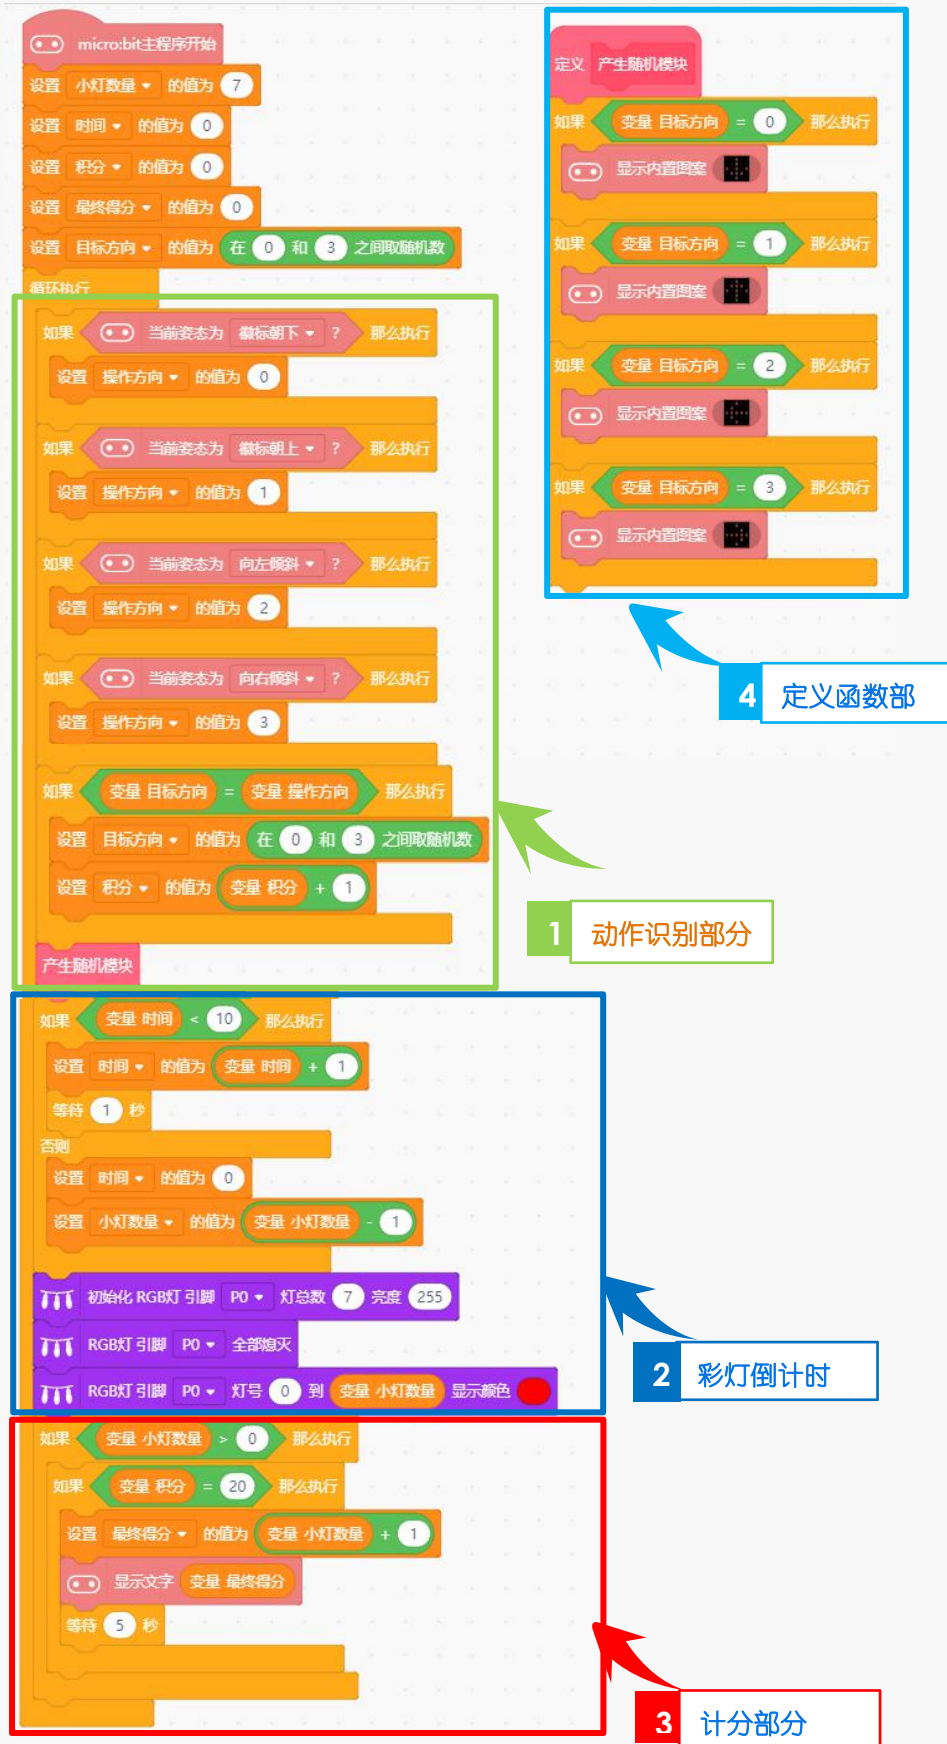 micro:bit主程序开始
设置 小灯数量 的值为 7
设置 时间 的值为 0
设置 积分 的值为 0
设置 最终得分 的值为 0
设置 目标方向 的值为 在 0 和 3 之间取随机数
循环执行
如果 当前姿态为 徽标朝下 ? 那么执行
设置 操作方向 的值为 0
如果 当前姿态为 徽标朝上 ? 那么执行
设置 操作方向 的值为 1
如果 当前姿态为 向左倾斜 ? 那么执行
设置 操作方向 的值为 2
如果 当前姿态为 向右倾斜 ? 那么执行
设置 操作方向 的值为 3
如果 变量 目标方向 = 变量 操作方向 那么执行
设置 目标方向 的值为 在 0 和 3 之间取随机数
设置 积分 的值为 变量 积分 + 1
产生随机模块
1 动作识别部分
如果 变量 时间 < 10 那么执行
设置 时间 的值为 变量 时间 + 1
等待 1 秒
否则
设置 时间 的值为 0
设置 小灯数量 的值为 变量 小灯数量 - 1
初始化 RGB灯 引脚 P0 灯总数 7 亮度 255
RGB灯 引脚 P0 全部熄灭
RGB灯 引脚 P0 灯号 0 到 变量 小灯数量 显示颜色
2 彩灯倒计时
如果 变量 小灯数量 > 0 那么执行
如果 变量 积分 = 20 那么执行
设置 最终得分 的值为 变量 小灯数量 + 1
显示文字 变量 最终得分
等待 5 秒
3 计分部分
定义 产生随机模块
如果 变量 目标方向 = 0 那么执行
显示内置图案
如果 变量 目标方向 = 1 那么执行
显示内置图案
如果 变量 目标方向 = 2 那么执行
显示内置图案
如果 变量 目标方向 = 3 那么执行
显示内置图案
4 定义函数部